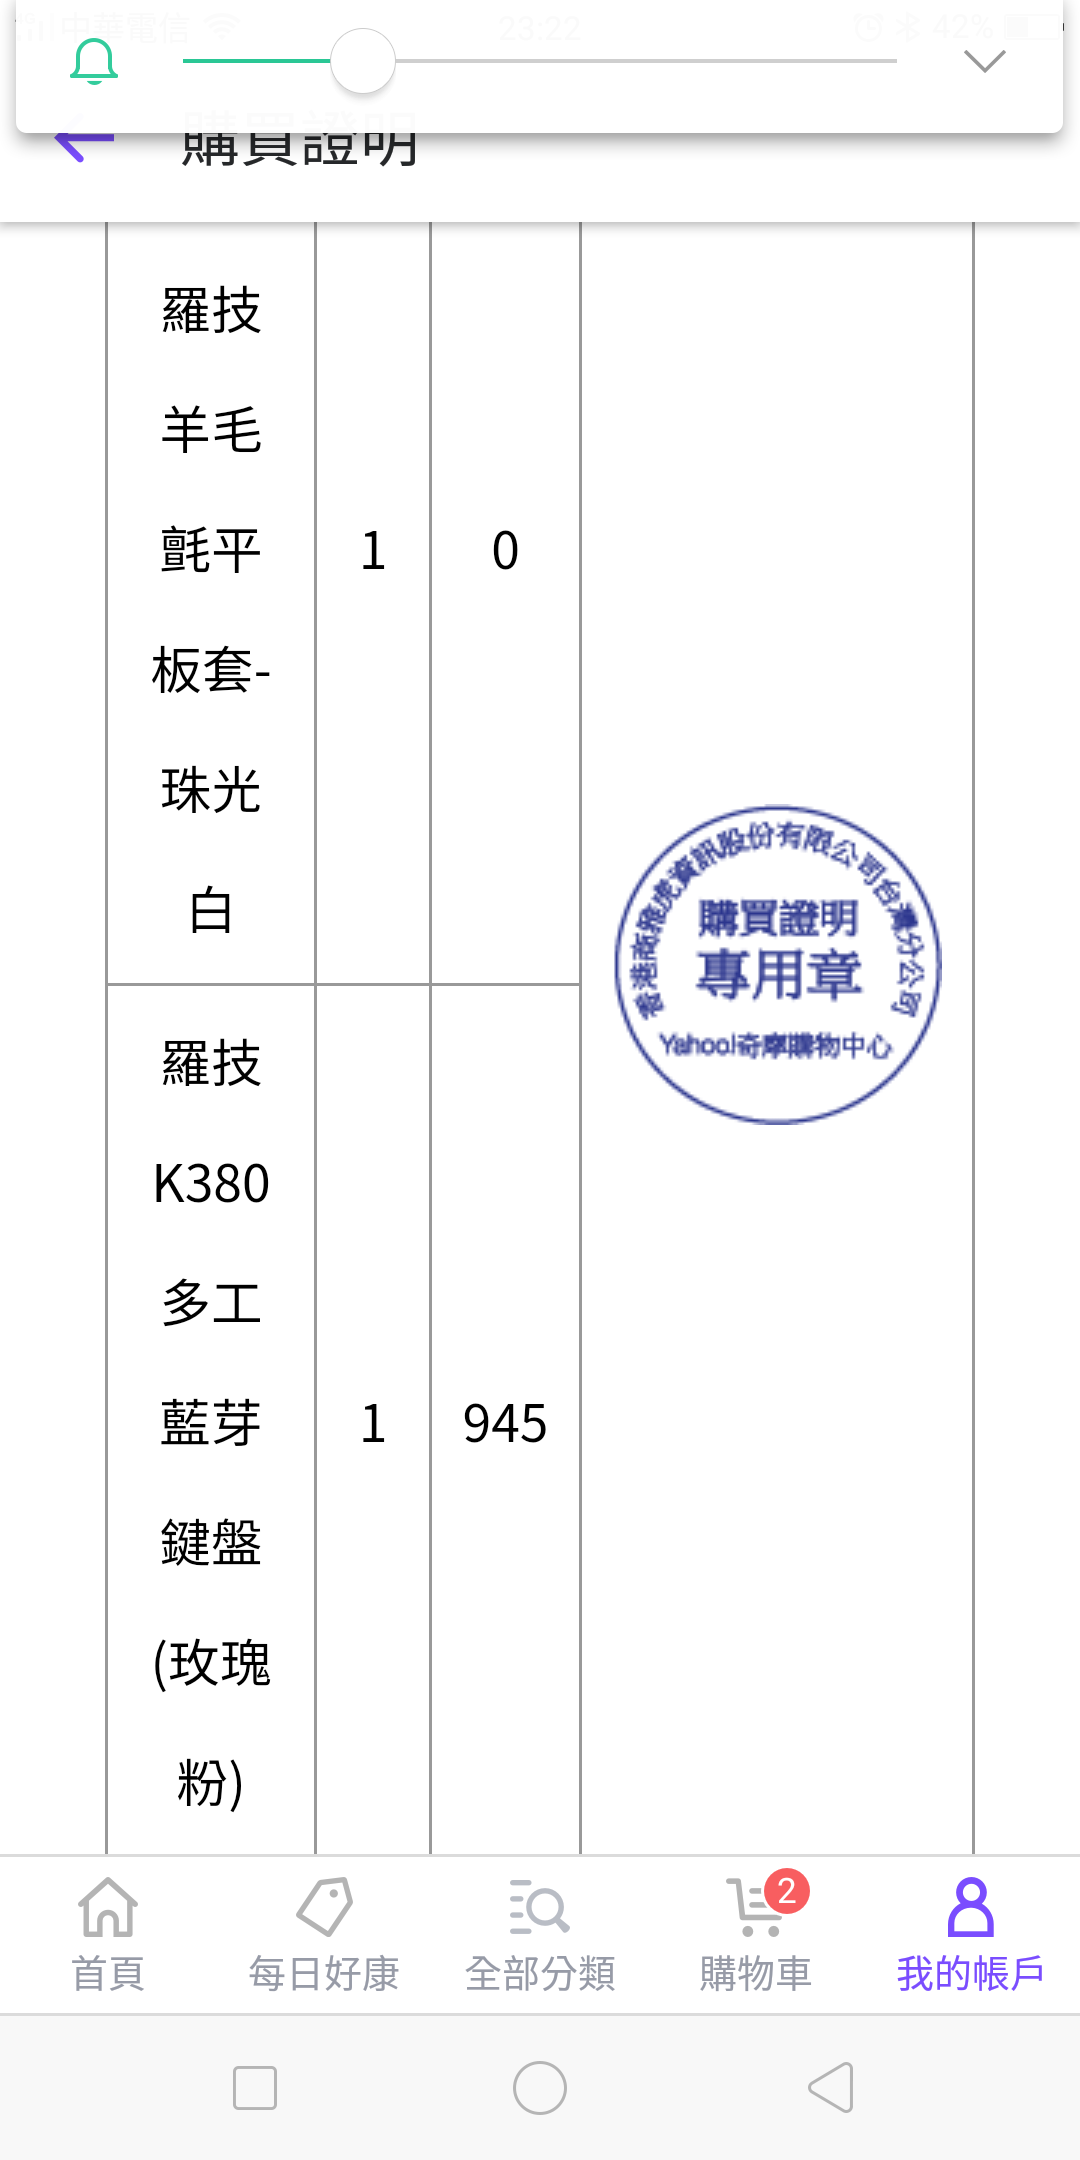 中華電信
23:22
42%
購買證明
羅技
羊毛
氈平
板套-
珠光
白
1
0
香港商雅虎資訊股份有限公司台灣分公司
購買證明
專用章
Yahoo!奇摩購物中心
羅技
K380
多工
藍芽
鍵盤
(玫瑰
粉)
1
945
2
首頁
每日好康
全部分類
購物車
我的帳戶